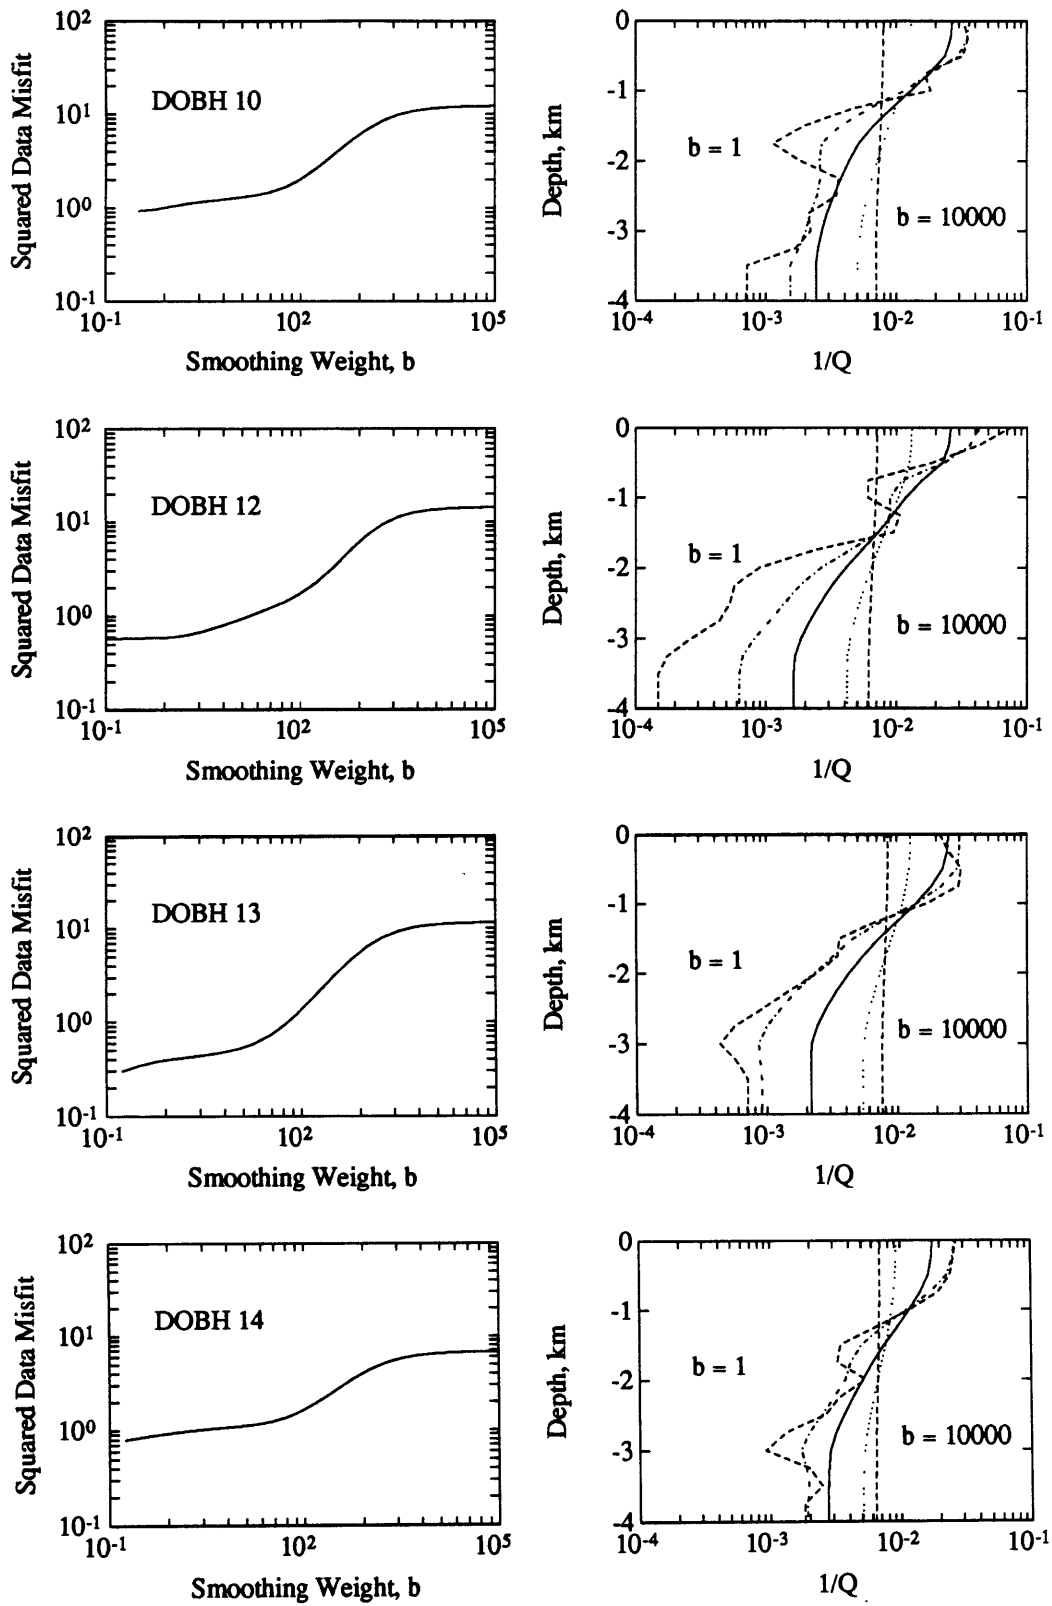 10²
10¹
10⁰
10⁻¹
Squared Data Misfit
DOBH 10
10⁻¹ 10² 10⁵
Smoothing Weight, b
0
-1
-2
-3
-4
Depth, km
b = 1
b = 10000
10⁻⁴ 10⁻³ 10⁻² 10⁻¹
1/Q
10²
10¹
10⁰
10⁻¹
Squared Data Misfit
DOBH 12
10⁻¹ 10² 10⁵
Smoothing Weight, b
0
-1
-2
-3
-4
Depth, km
b = 1
b = 10000
10⁻⁴ 10⁻³ 10⁻² 10⁻¹
1/Q
10²
10¹
10⁰
10⁻¹
Squared Data Misfit
DOBH 13
10⁻¹ 10² 10⁵
Smoothing Weight, b
0
-1
-2
-3
-4
Depth, km
b = 1
b = 10000
10⁻⁴ 10⁻³ 10⁻² 10⁻¹
1/Q
10²
10¹
10⁰
10⁻¹
Squared Data Misfit
DOBH 14
10⁻¹ 10² 10⁵
Smoothing Weight, b
0
-1
-2
-3
-4
Depth, km
b = 1
b = 10000
10⁻⁴ 10⁻³ 10⁻² 10⁻¹
1/Q